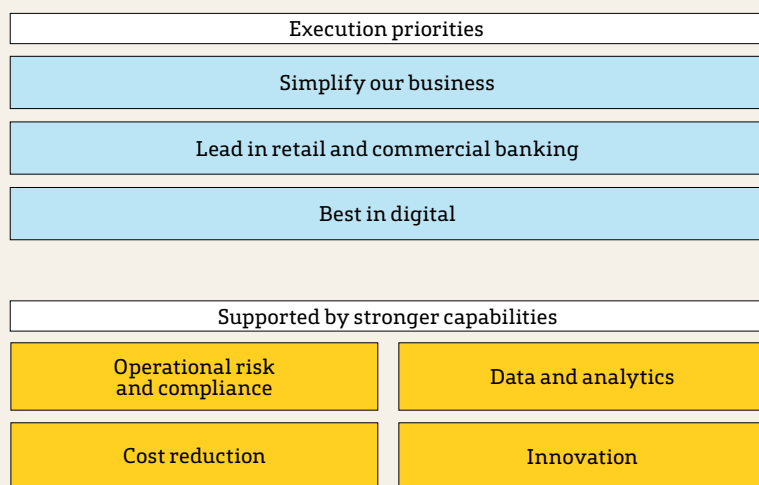 Execution priorities
Simplify our business
Lead in retail and commercial banking
Best in digital
Supported by stronger capabilities
Operational risk
and compliance
Data and analytics
Cost reduction
Innovation